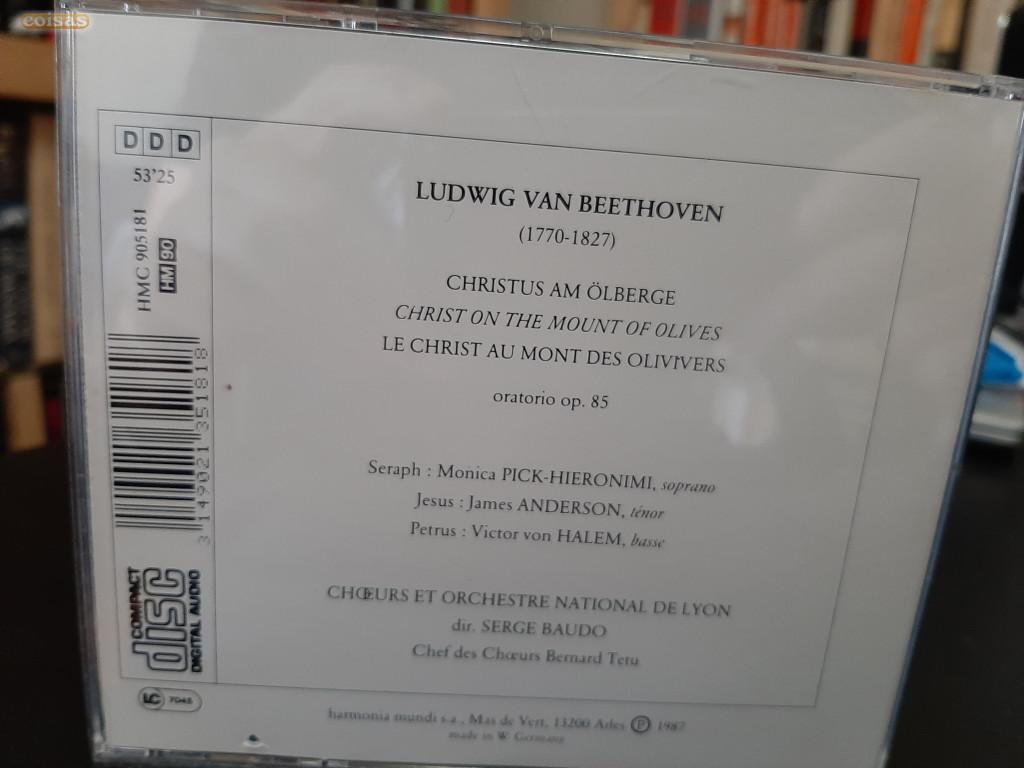 coisas
DDD
53'25
HMC 905181
HM 90
3 149021 351818
COMPACT
disc
DIGITAL AUDIO
LC 7045
LUDWIG VAN BEETHOVEN
(1770-1827)
CHRISTUS AM ÖLBERGE
CHRIST ON THE MOUNT OF OLIVES
LE CHRIST AU MONT DES OLIVIVERS
oratorio op. 85
Seraph : Monica PICK-HIERONIMI, soprano
Jesus : James ANDERSON, ténor
Petrus : Victor von HALEM, basse
CHŒURS ET ORCHESTRE NATIONAL DE LYON
dir. SERGE BAUDO
Chef des Chœurs Bernard Tetu
harmonia mundi s.a., Mas de Vert, 13200 Arles Ⓟ 1987
made in W. Germany